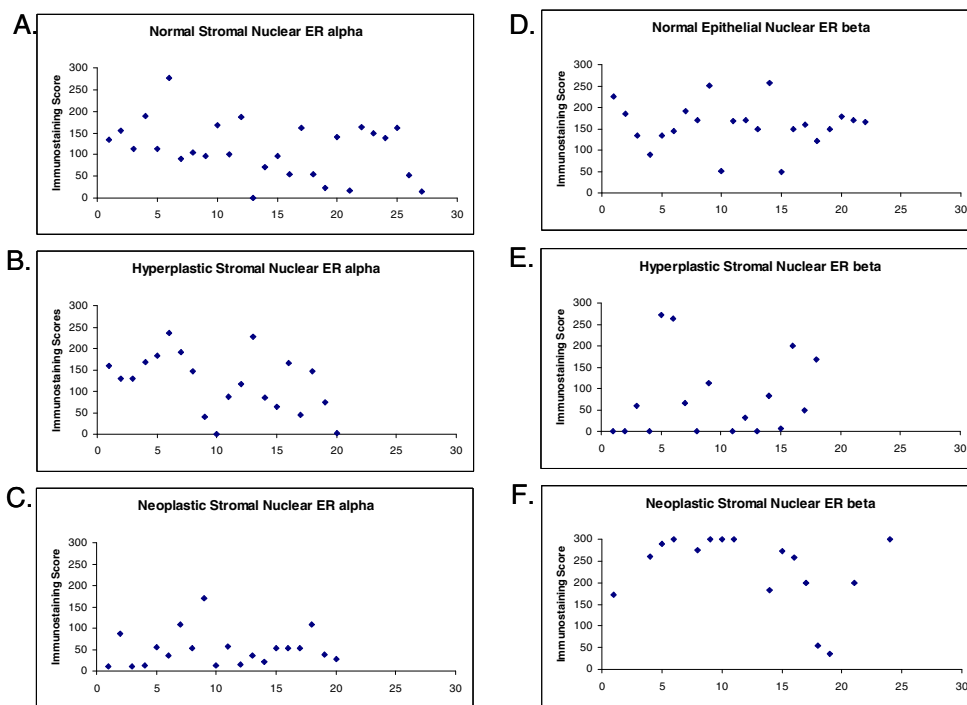 A.
Normal Stromal Nuclear ER alpha
Immunostaining Score
300
250
200
150
100
50
0
0 5 10 15 20 25 30
B.
Hyperplastic Stromal Nuclear ER alpha
Immunostaining Scores
300
250
200
150
100
50
0
0 5 10 15 20 25 30
C.
Neoplastic Stromal Nuclear ER alpha
Immunostaining Score
300
250
200
150
100
50
0
0 5 10 15 20 25 30
D.
Normal Epithelial Nuclear ER beta
Immunostaining Score
300
250
200
150
100
50
0
0 5 10 15 20 25 30
E.
Hyperplastic Stromal Nuclear ER beta
Immunostaining Score
300
250
200
150
100
50
0
0 5 10 15 20 25 30
F.
Neoplastic Stromal Nuclear ER beta
Immunostaining Score
300
250
200
150
100
50
0
0 5 10 15 20 25 30